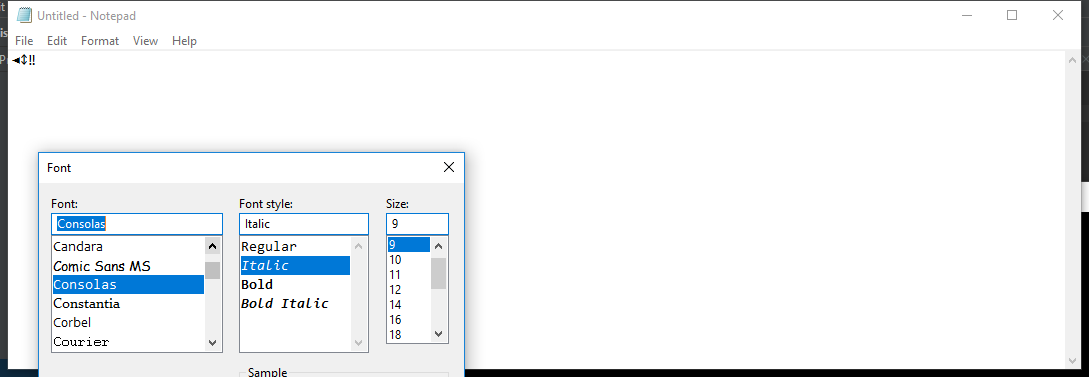 Untitled - Notepad
File Edit Format View Help
◄↕‼
Font
Font: Font style: Size:
Consolas Italic 9
Candara Regular 9
Comic Sans MS Italic 10
Consolas Bold 11
Constantia Bold Italic 12
Corbel 14
Courier 16
18
Sample